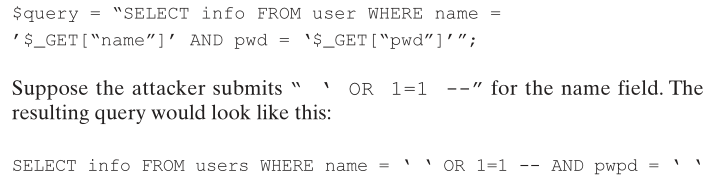 $query = “SELECT info FROM user WHERE name =
’$_GET[“name”]’ AND pwd = ‘$_GET[“pwd”]’”;
Suppose the attacker submits “ ‘ OR 1=1 --” for the name field. The
resulting query would look like this:
SELECT info FROM users WHERE name = ‘ ‘ OR 1=1 -- AND pwpd = ‘ ‘